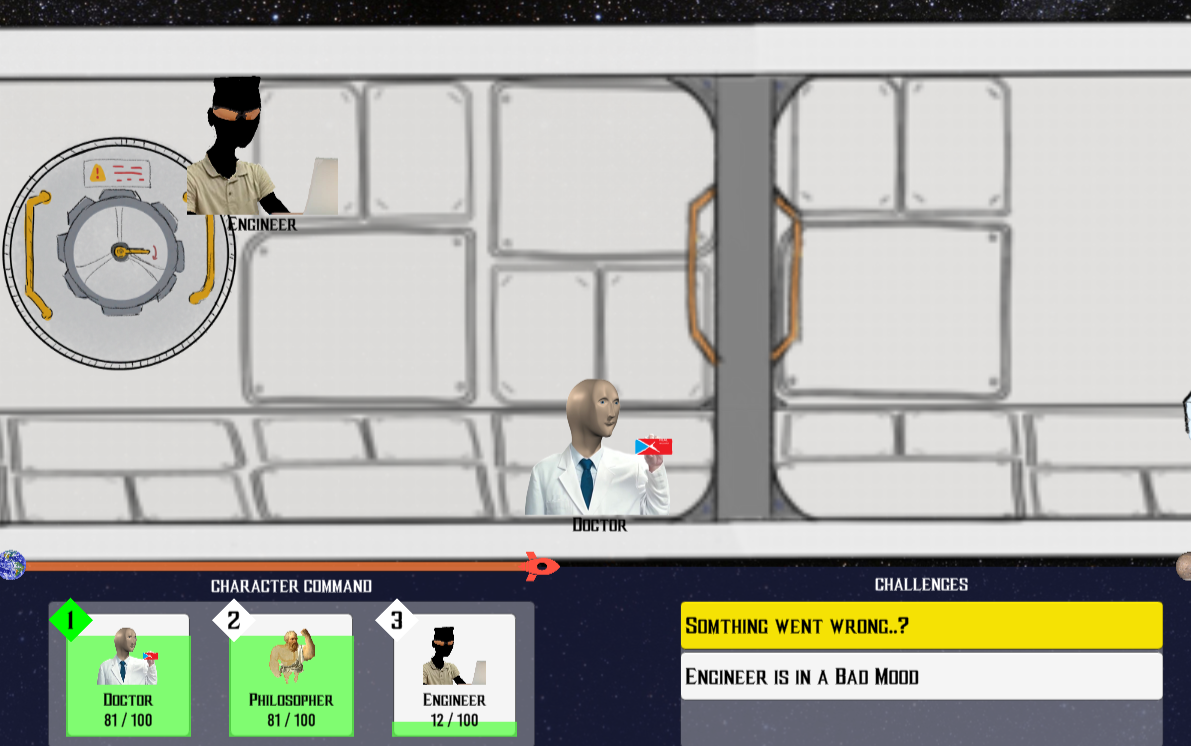 Engineer
Doctor
Character Command
Challenges
1
2
3
Doctor
81 / 100
Philosopher
81 / 100
Engineer
12 / 100
Somthing went wrong..?
Engineer is in a Bad Mood